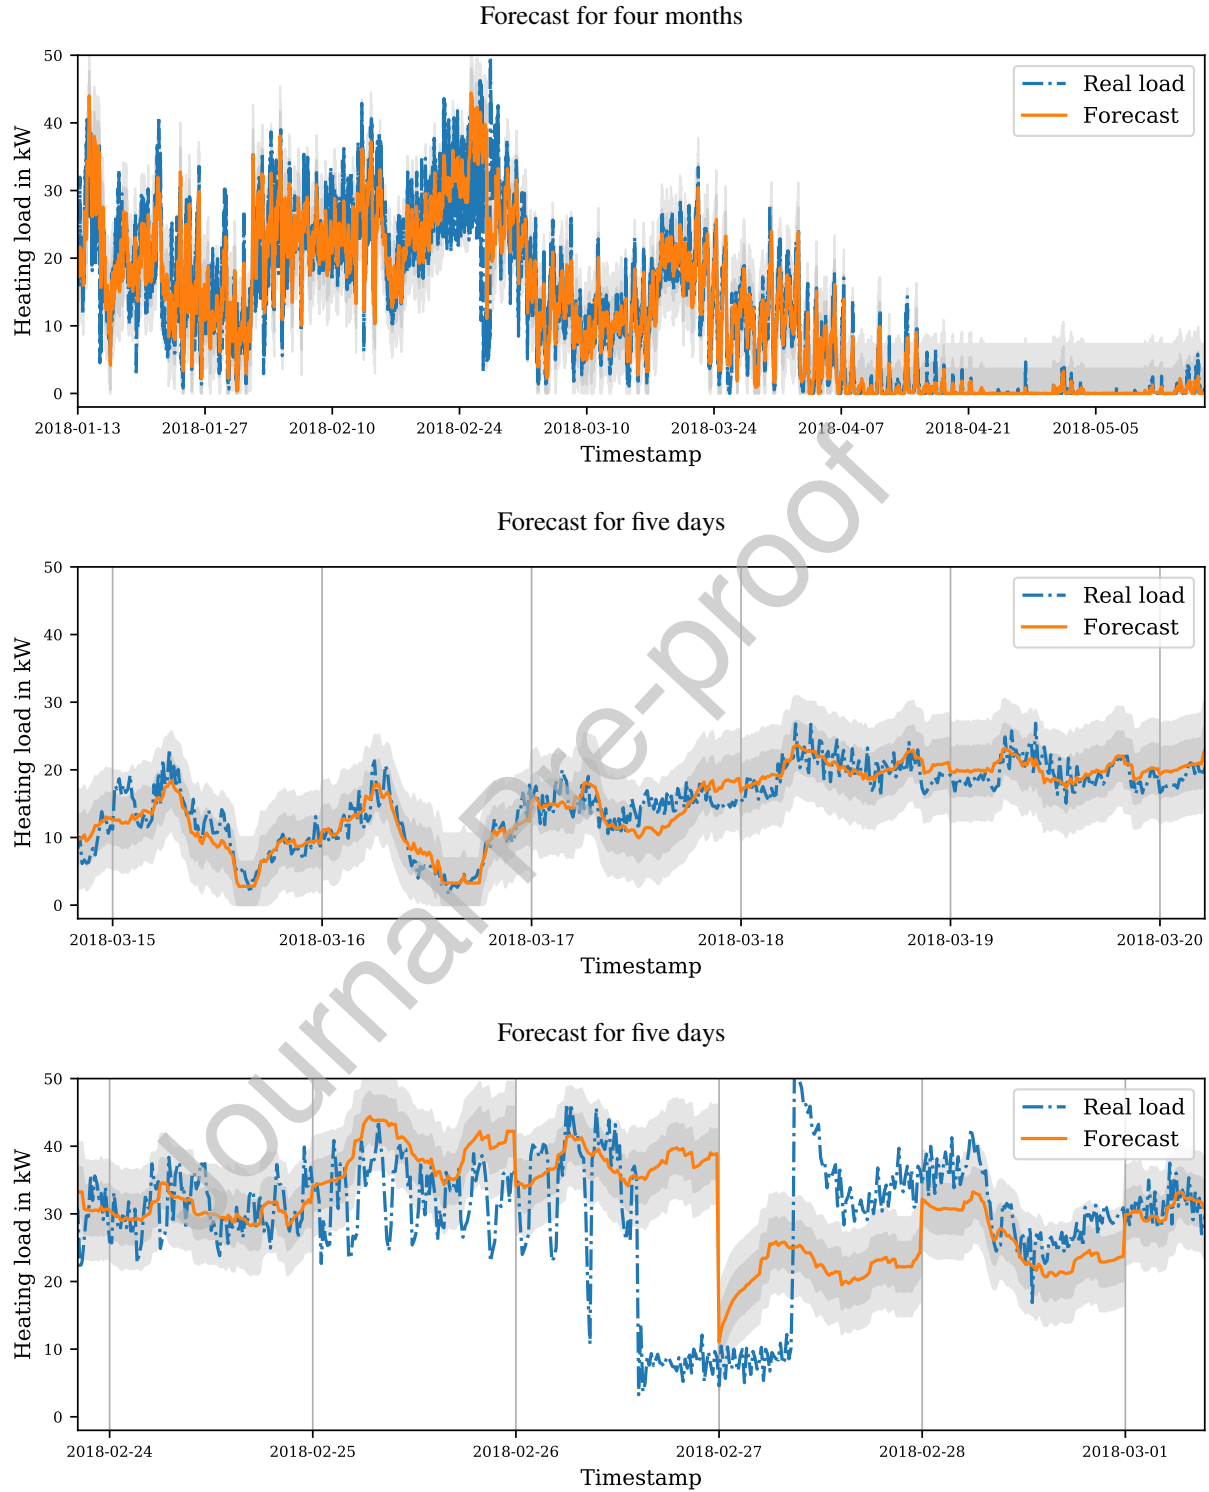 Forecast for four months
50
40
30
20
10
0
Heating load in kW
Real load
Forecast
2018-01-13 2018-01-27 2018-02-10 2018-02-24 2018-03-10 2018-03-24 2018-04-07 2018-04-21 2018-05-05
Timestamp
Forecast for five days
50
40
30
20
10
0
Heating load in kW
Real load
Forecast
2018-03-15 2018-03-16 2018-03-17 2018-03-18 2018-03-19 2018-03-20
Timestamp
Journal Pre-proof
Forecast for five days
50
40
30
20
10
0
Heating load in kW
Real load
Forecast
2018-02-24 2018-02-25 2018-02-26 2018-02-27 2018-02-28 2018-03-01
Timestamp